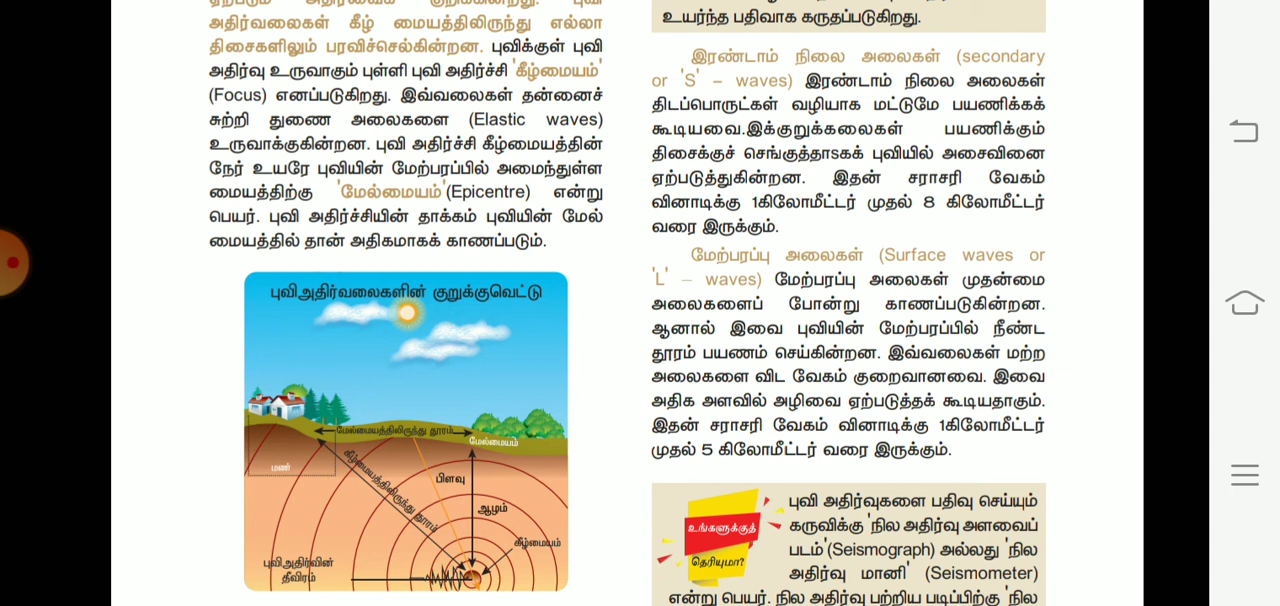 ஏற்படும் அதிர்வைக் குறிக்கிறது. புவி
அதிர்வலைகள் கீழ் மையத்திலிருந்து எல்லா
திசைகளிலும் பரவிச்செல்கின்றன. புவிக்குள் புவி
அதிர்வு உருவாகும் புள்ளி புவி அதிர்ச்சி 'கீழ்மையம்'
(Focus) எனப்படுகிறது. இவ்வலைகள் தன்னைச்
சுற்றி துணை அலைகளை (Elastic waves)
உருவாக்குகின்றன. புவி அதிர்ச்சி கீழ்மையத்தின்
நேர் உயரே புவியின் மேற்பரப்பில் அமைந்துள்ள
மையத்திற்கு 'மேல்மையம்'(Epicentre) என்று
பெயர். புவி அதிர்ச்சியின் தாக்கம் புவியின் மேல்
மையத்தில் தான் அதிகமாகக் காணப்படும்.
புவிஅதிர்வலைகளின் குறுக்குவெட்டு
மேல்மையத்திலிருந்து தூரம்
மேல்மையம்
மண்
கீழ்மையத்திலிருந்து தூரம்
பிளவு
ஆழம்
கீழ்மையம்
புவிஅதிர்வின்
தீவிரம்
உயர்ந்த பதிவாக கருதப்படுகிறது.
இரண்டாம் நிலை அலைகள் (secondary
or 'S' – waves) இரண்டாம் நிலை அலைகள்
திடப்பொருட்கள் வழியாக மட்டுமே பயணிக்கக்
கூடியவை.இக்குறுக்கலைகள் பயணிக்கும்
திசைக்குச் செங்குத்தாsகக் புவியில் அசைவினை
ஏற்படுத்துகின்றன. இதன் சராசரி வேகம்
வினாடிக்கு 1கிலோமீட்டர் முதல் 8 கிலோமீட்டர்
வரை இருக்கும்.
மேற்பரப்பு அலைகள் (Surface waves or
'L' – waves) மேற்பரப்பு அலைகள் முதன்மை
அலைகளைப் போன்று காணப்படுகின்றன.
ஆனால் இவை புவியின் மேற்பரப்பில் நீண்ட
தூரம் பயணம் செய்கின்றன. இவ்வலைகள் மற்ற
அலைகளை விட வேகம் குறைவானவை. இவை
அதிக அளவில் அழிவை ஏற்படுத்தக் கூடியதாகும்.
இதன் சராசரி வேகம் வினாடிக்கு 1கிலோமீட்டர்
முதல் 5 கிலோமீட்டர் வரை இருக்கும்.
உங்களுக்குத்
தெரியுமா?
புவி அதிர்வுகளை பதிவு செய்யும்
கருவிக்கு 'நில அதிர்வு அளவைப்
படம்'(Seismograph) அல்லது 'நில
அதிர்வு மானி' (Seismometer)
என்று பெயர். நில அதிர்வு பற்றிய படிப்பிற்கு 'நில